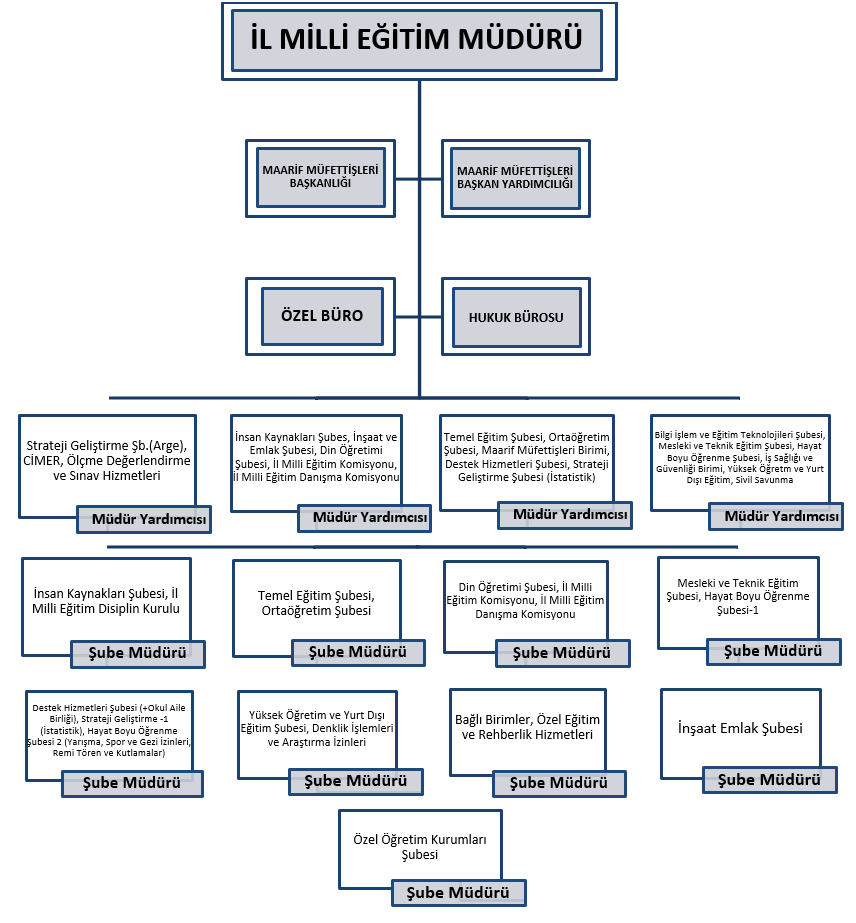 İL MİLLİ EĞİTİM MÜDÜRÜ
MAARİF MÜFETTİŞLERİ
BAŞKANLIĞI
MAARİF MÜFETTİŞLERİ
BAŞKAN YARDIMCILIĞI
ÖZEL BÜRO
HUKUK BÜROSU
Strateji Geliştirme Şb.(Arge),
CİMER, Ölçme Değerlendirme
ve Sınav Hizmetleri
Müdür Yardımcısı
İnsan Kaynakları Şubes, İnşaat ve
Emlak Şubesi, Din Öğretimi
Şubesi, İl Milli Eğitim Komisyonu,
İl Milli Eğitim Danışma Komisyonu
Müdür Yardımcısı
Temel Eğitim Şubesi, Ortaöğretim
Şubesi, Maarif Müfettişleri Birimi,
Destek Hizmetleri Şubesi, Strateji
Geliştirme Şubesi (İstatistik)
Müdür Yardımcısı
Bilgi İşlem ve Eğitim Teknolojileri Şubesi,
Mesleki ve Teknik Eğitim Şubesi, Hayat
Boyu Öğrenme Şubesi, İş Sağlığı ve
Güvenliği Birimi, Yüksek Öğretm ve Yurt
Dışı Eğitim, Sivil Savunma
Müdür Yardımcısı
İnsan Kaynakları Şubesi, İl
Milli Eğitim Disiplin Kurulu
Şube Müdürü
Temel Eğitim Şubesi,
Ortaöğretim Şubesi
Şube Müdürü
Din Öğretimi Şubesi, İl Milli
Eğitim Komisyonu, İl Milli Eğitim
Danışma Komisyonu
Şube Müdürü
Mesleki ve Teknik Eğitim
Şubesi, Hayat Boyu Öğrenme
Şubesi-1
Şube Müdürü
Destek Hizmetleri Şubesi (+Okul Aile
Birliği), Strateji Geliştirme -1
(İstatistik), Hayat Boyu Öğrenme
Şubesi 2 (Yarışma, Spor ve Gezi İzinleri,
Remi Tören ve Kutlamalar)
Şube Müdürü
Yüksek Öğretim ve Yurt Dışı
Eğitim Şubesi, Denklik İşlemleri
ve Araştırma İzinleri
Şube Müdürü
Bağlı Birimler, Özel Eğitim
ve Rehberlik Hizmetleri
Şube Müdürü
İnşaat Emlak Şubesi
Şube Müdürü
Özel Öğretim Kurumları
Şubesi
Şube Müdürü